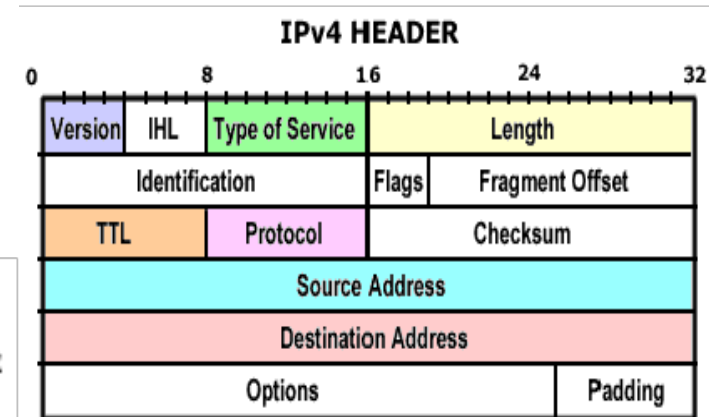 IPv4 HEADER
0 8 16 24 32
Version IHL Type of Service Length
Identification Flags Fragment Offset
TTL Protocol Checksum
Source Address
Destination Address
Options Padding